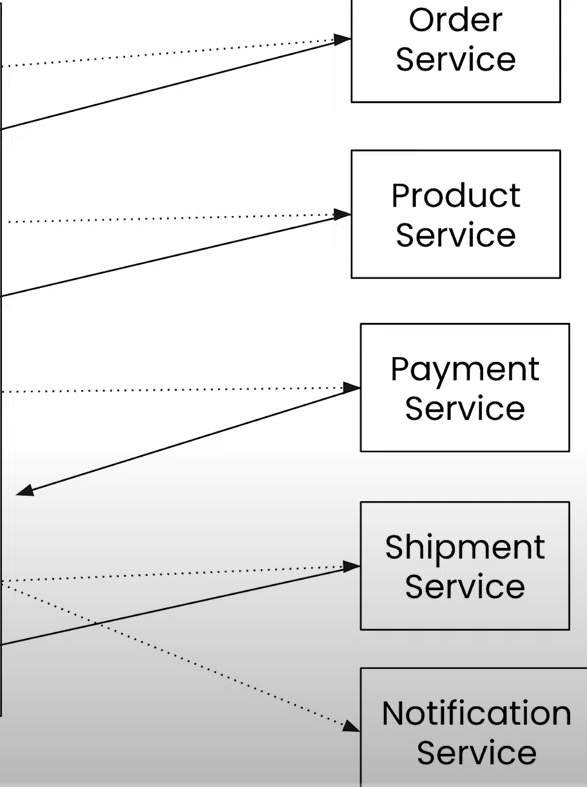 Order
Service
Product
Service
Payment
Service
Shipment
Service
Notification
Service